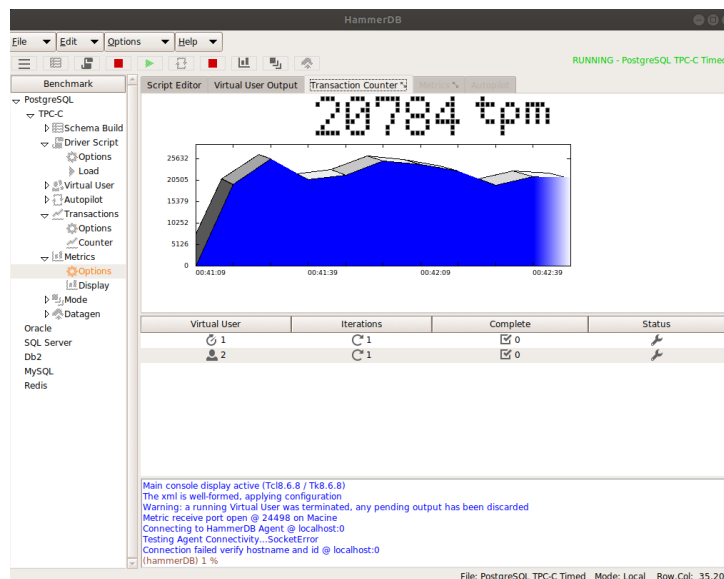 HammerDB
File Edit Options Help
RUNNING - PostgreSQL TPC-C Timed
Benchmark
Script Editor Virtual User Output Transaction Counter Metrics Autopilot
PostgreSQL
TPC-C
Schema Build
Driver Script
Options
Load
Virtual User
Autopilot
Transactions
Options
Counter
Metrics
Options
Display
Mode
Datagen
Oracle
SQL Server
Db2
MySQL
Redis
20784 tpm
25632
20505
15379
10252
5126
0
00:41:09 00:41:39 00:42:09 00:42:39
Virtual User Iterations Complete Status
1 1 0
2 1 0
Main console display active (Tcl8.6.8 / Tk8.6.8)
The xml is well-formed, applying configuration
Warning: a running Virtual User was terminated, any pending output has been discarded
Metric receive port open @ 24498 on Macine
Connecting to HammerDB Agent @ localhost:0
Testing Agent Connectivity...SocketError
Connection failed verify hostname and id @ localhost:0
(hammerDB) 1 %
File: PostgreSQL TPC-C Timed Mode: Local Row,Col: 35,20